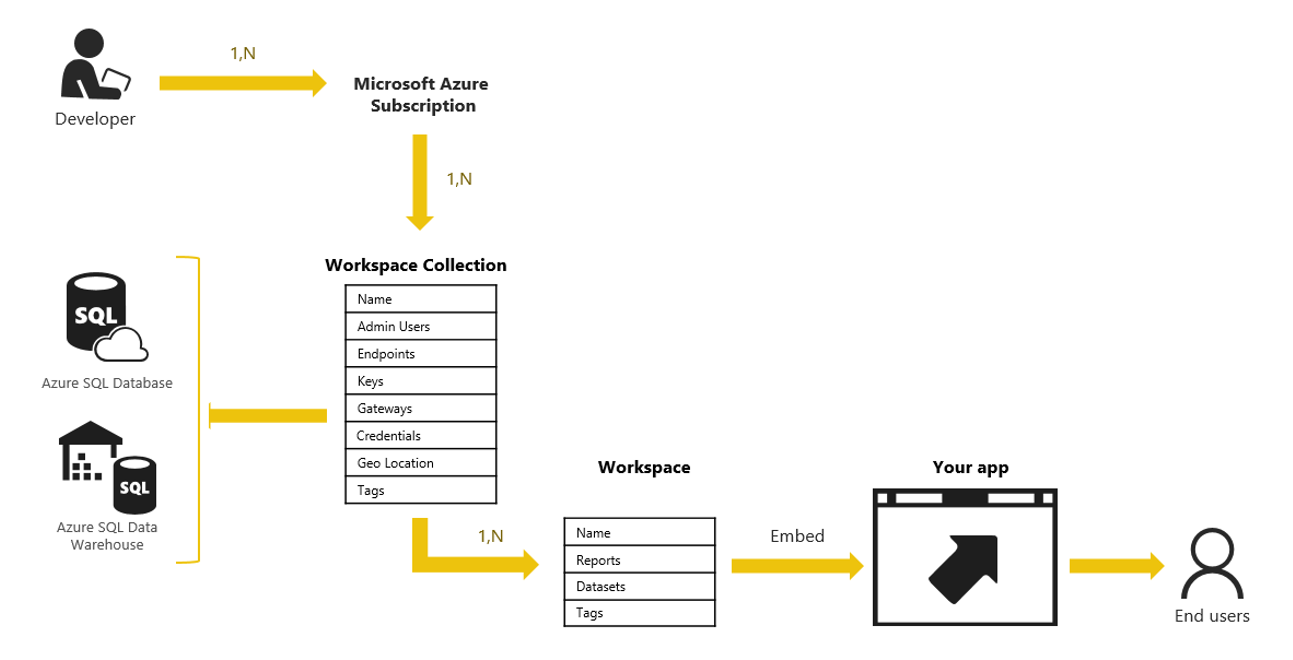 1,N
Microsoft Azure
Subscription
Developer
1,N
Workspace Collection
Name
Admin Users
Endpoints
Keys
Gateways
Credentials
Geo Location
Tags
SQL
Azure SQL Database
SQL
Azure SQL Data
Warehouse
1,N
Workspace
Name
Reports
Datasets
Tags
Embed
Your app
End users